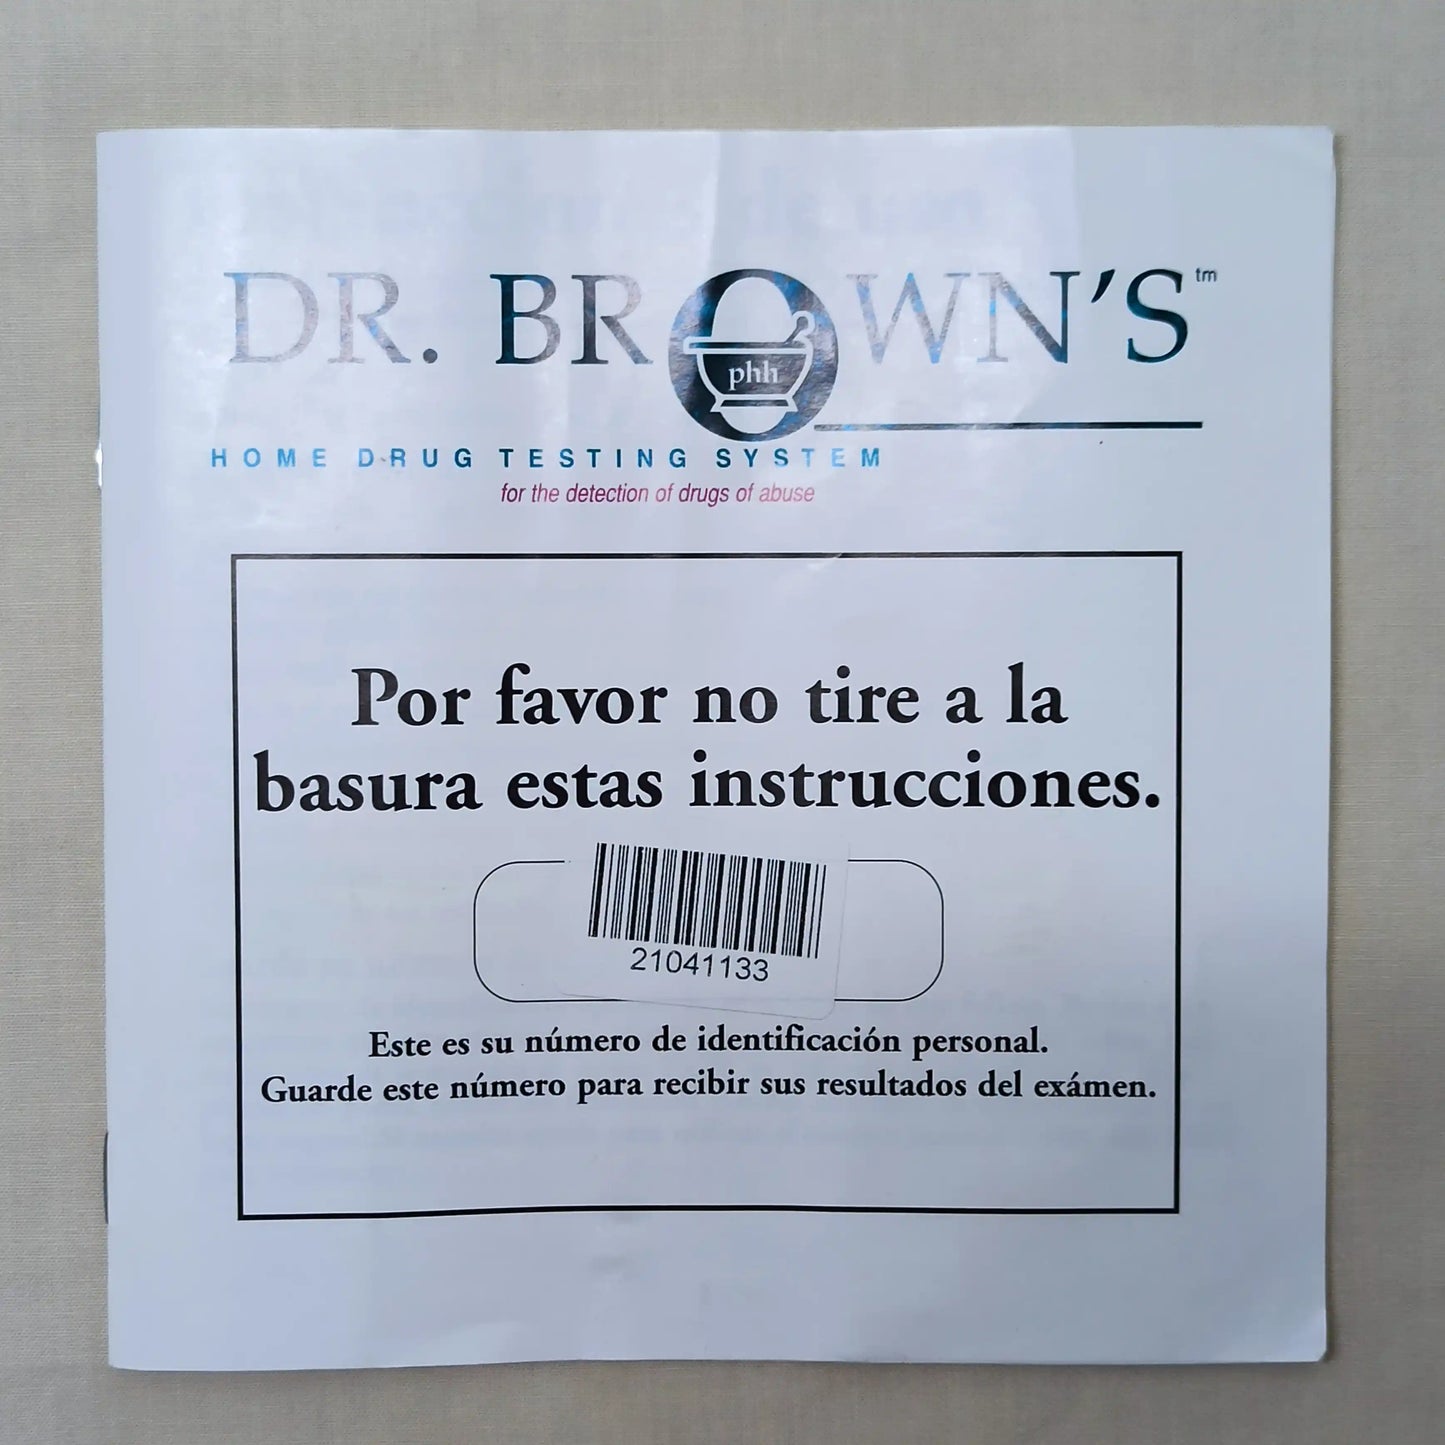 DR. BROWN'S™
phh
HOME DRUG TESTING SYSTEM
for the detection of drugs of abuse
Por favor no tire a la
basura estas instrucciones.
21041133
Este es su número de identificación personal.
Guarde este número para recibir sus resultados del exámen.